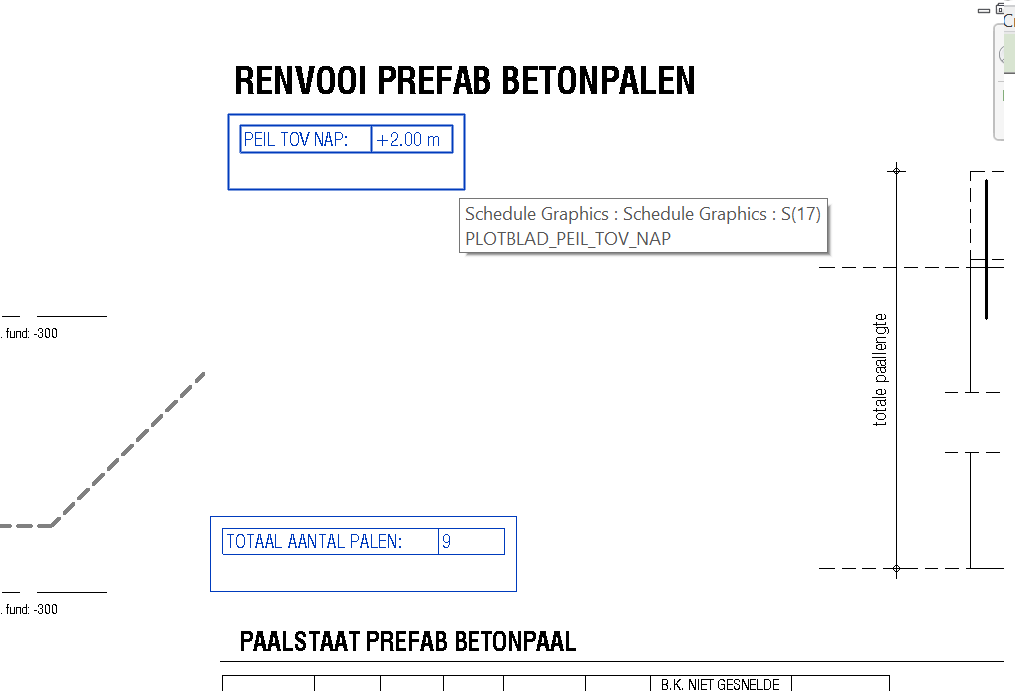 RENVOOI PREFAB BETONPALEN
PEIL TOV NAP: +2.00 m
Schedule Graphics : Schedule Graphics : S(17)
PLOTBLAD_PEIL_TOV_NAP
. fund: -300
totale paallengte
TOTAAL AANTAL PALEN: 9
. fund: -300
PAALSTAAT PREFAB BETONPAAL
B.K. NIET GESNELDE